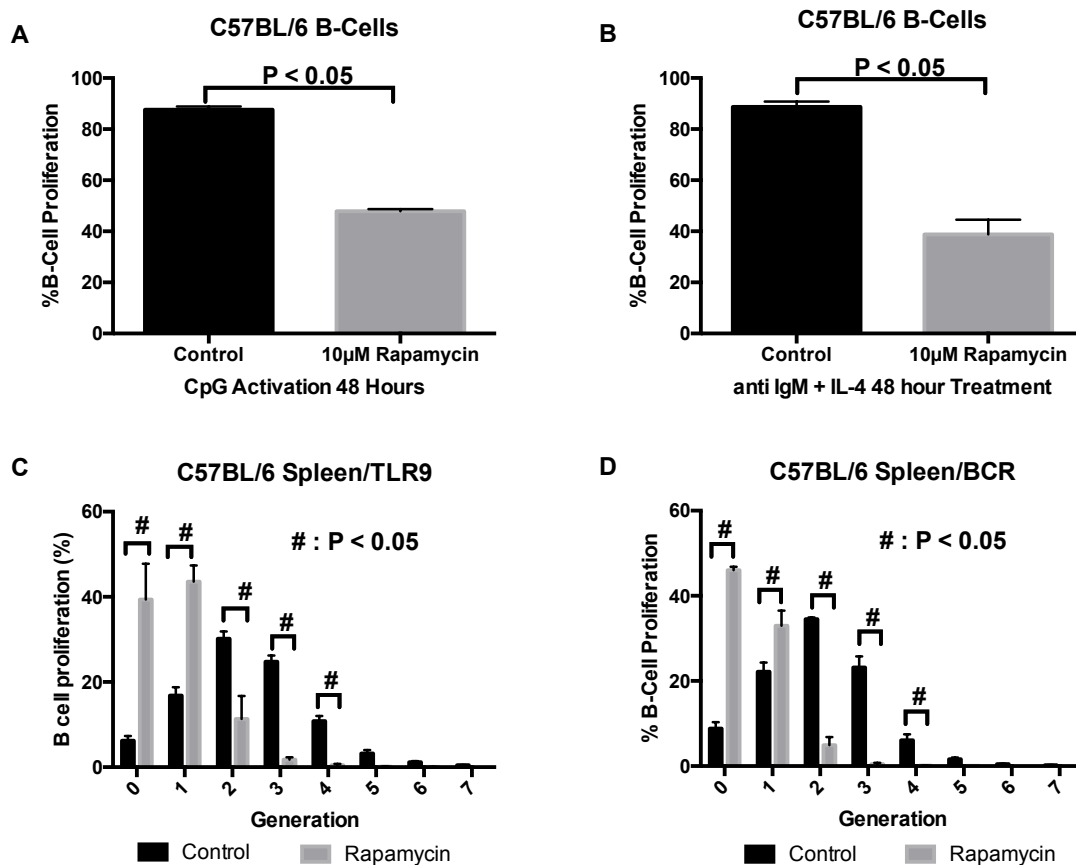 A
C57BL/6 B-Cells
P < 0.05
%B-Cell Proliferation
100
80
60
40
20
0
Control
10µM Rapamycin
CpG Activation 48 Hours
B
C57BL/6 B-Cells
P < 0.05
%B-Cell Proliferation
100
80
60
40
20
0
Control
10µM Rapamycin
anti IgM + IL-4 48 hour Treatment
C
C57BL/6 Spleen/TLR9
# : P < 0.05
B cell proliferation (%)
60
40
20
0
# # # # #
0 1 2 3 4 5 6 7
Generation
Control Rapamycin
D
C57BL/6 Spleen/BCR
# : P < 0.05
% B-Cell Proliferation
60
40
20
0
# # # # #
0 1 2 3 4 5 6 7
Generation
Control Rapamycin